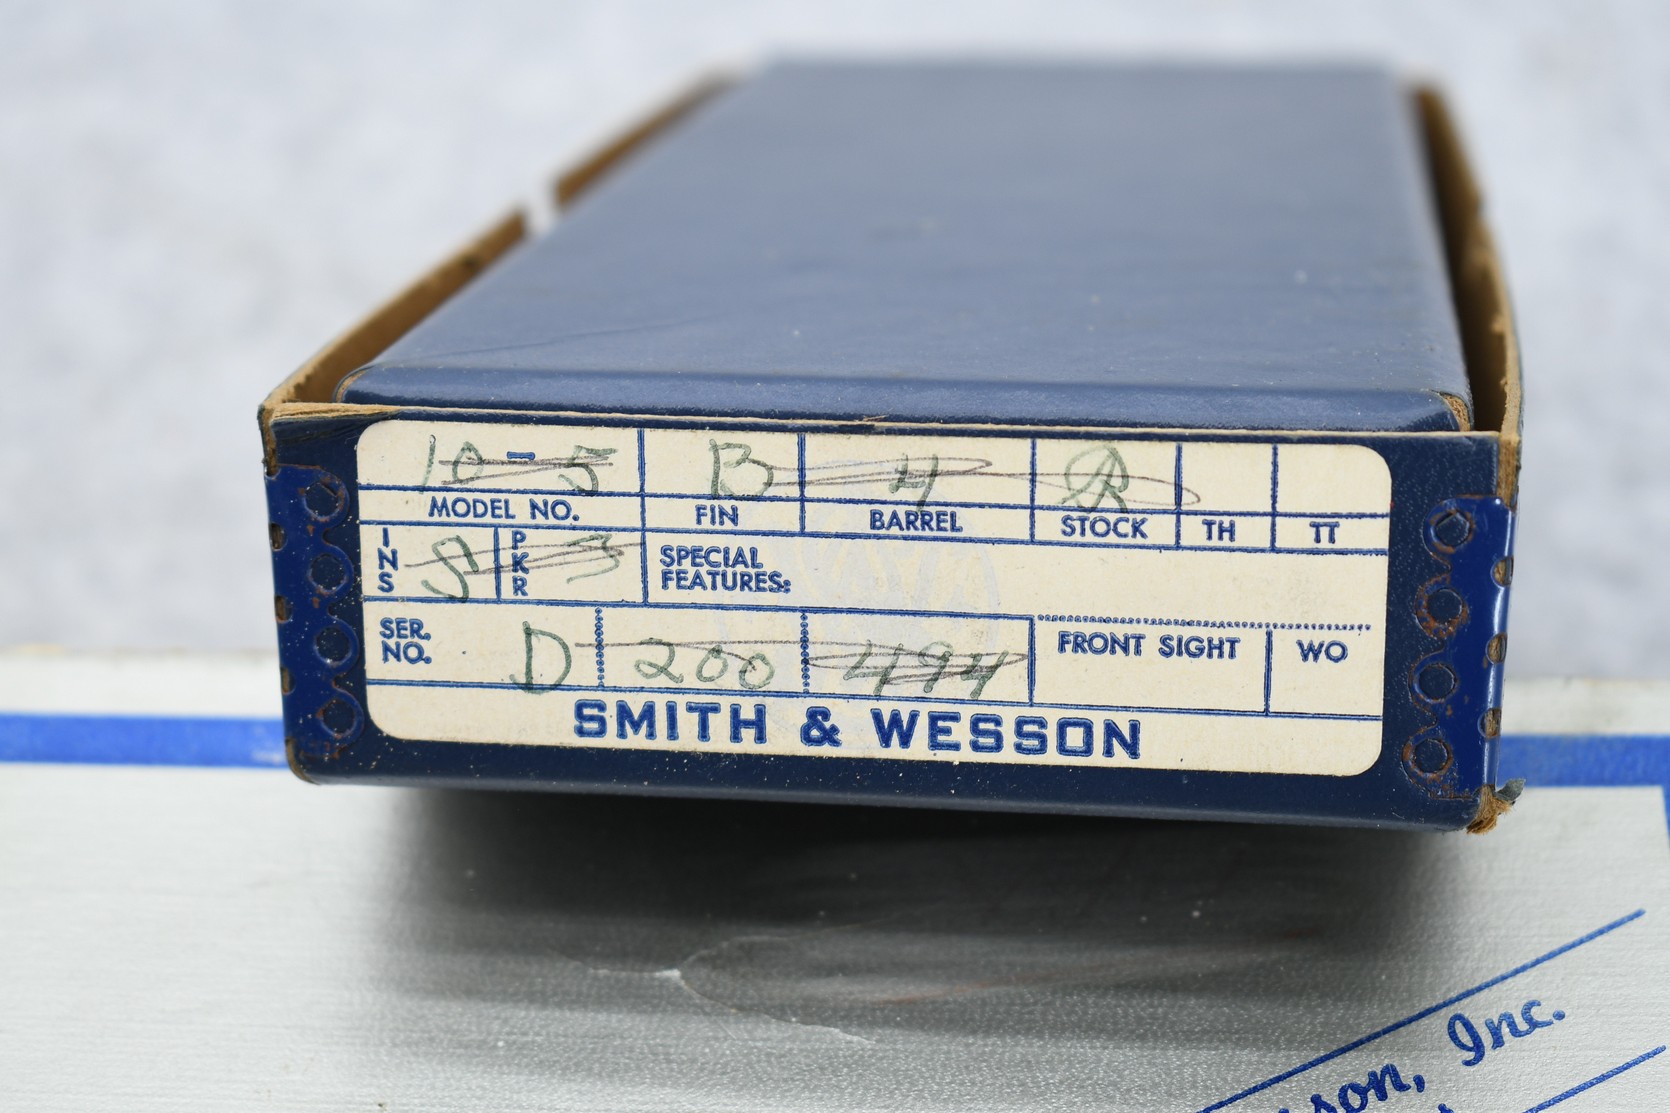 10-5 B 4 R
MODEL NO. FIN BARREL STOCK TH TT
INS S PKR 3 SPECIAL FEATURES:
SER. NO. D 200 494 FRONT SIGHT WO
SMITH & WESSON
Inc.